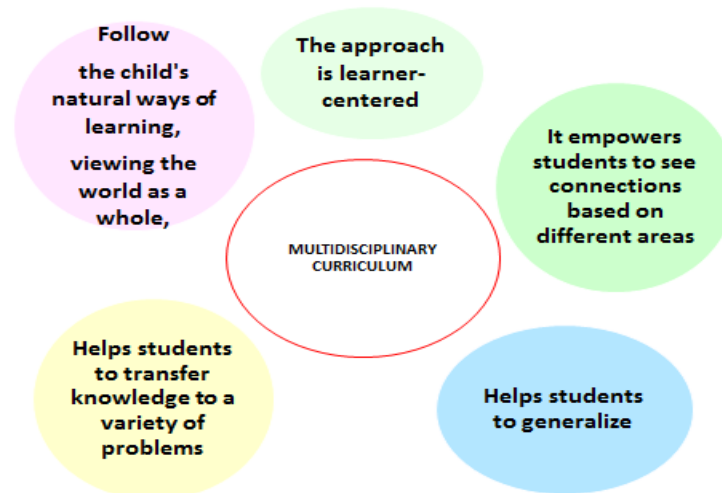 Follow
the child's
natural ways of
learning,
viewing the
world as a
whole,
The approach
is learner-
centered
It empowers
students to see
connections
based on
different areas
MULTIDISCIPLINARY
CURRICULUM
Helps students
to transfer
knowledge to a
variety of
problems
Helps students
to generalize